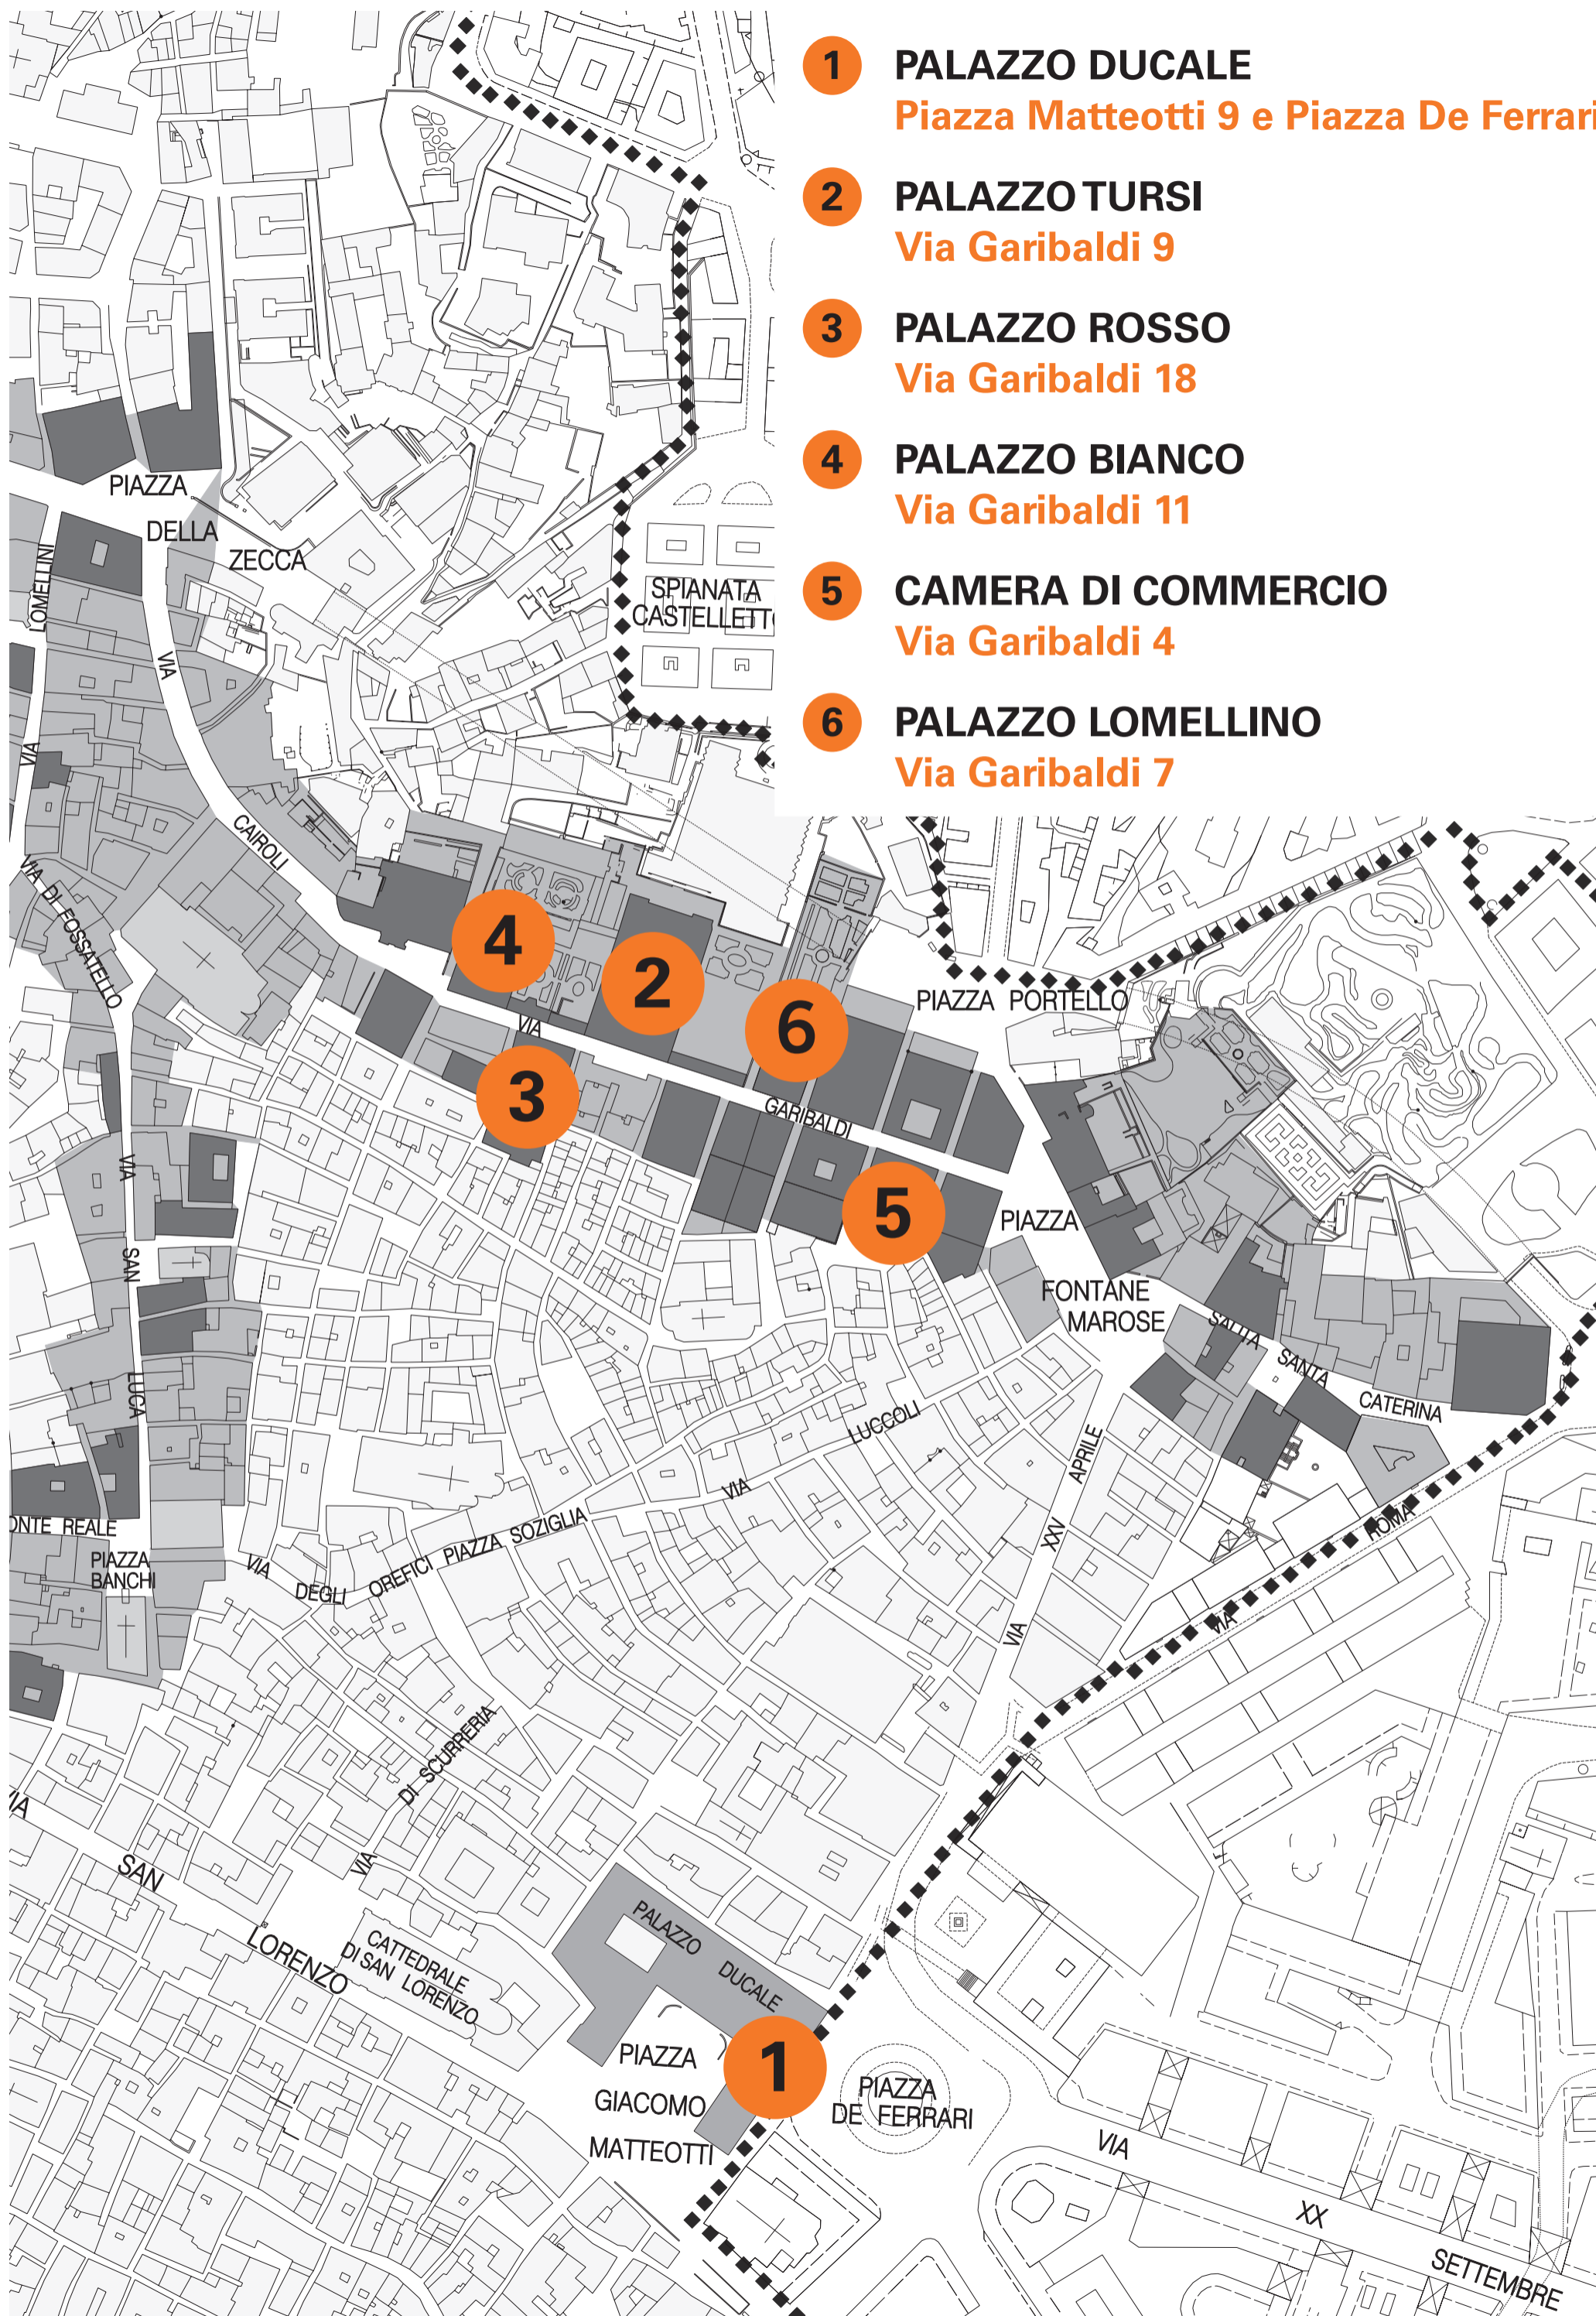 1 PALAZZO DUCALE
Piazza Matteotti 9 e Piazza De Ferrari
2 PALAZZO TURSI
Via Garibaldi 9
3 PALAZZO ROSSO
Via Garibaldi 18
4 PALAZZO BIANCO
Via Garibaldi 11
5 CAMERA DI COMMERCIO
Via Garibaldi 4
6 PALAZZO LOMELLINO
Via Garibaldi 7
PIAZZA
DELLA
ZECCA
LOMELLINI
VIA
SPIANATA
CASTELLETTO
VIA
CAIROLI
VIA DI FOSSATELLO
4
2
6
3
5
VIA
GARIBALDI
PIAZZA PORTELLO
PIAZZA
FONTANE
MAROSE
SALITA
SANTA
CATERINA
VIA
SAN
LUCA
LUCCOLI
VIA
APRILE
XXV
VIA
ROMA
VIA
ONTE REALE
PIAZZA
BANCHI
VIA
DEGLI
OREFICI
PIAZZA SOZIGLIA
DI SCURRERIA
VIA
VIA
SAN
LORENZO
CATTEDRALE
DI SAN LORENZO
PALAZZO
DUCALE
1
PIAZZA
GIACOMO
MATTEOTTI
PIAZZA
DE FERRARI
VIA
XX
SETTEMBRE